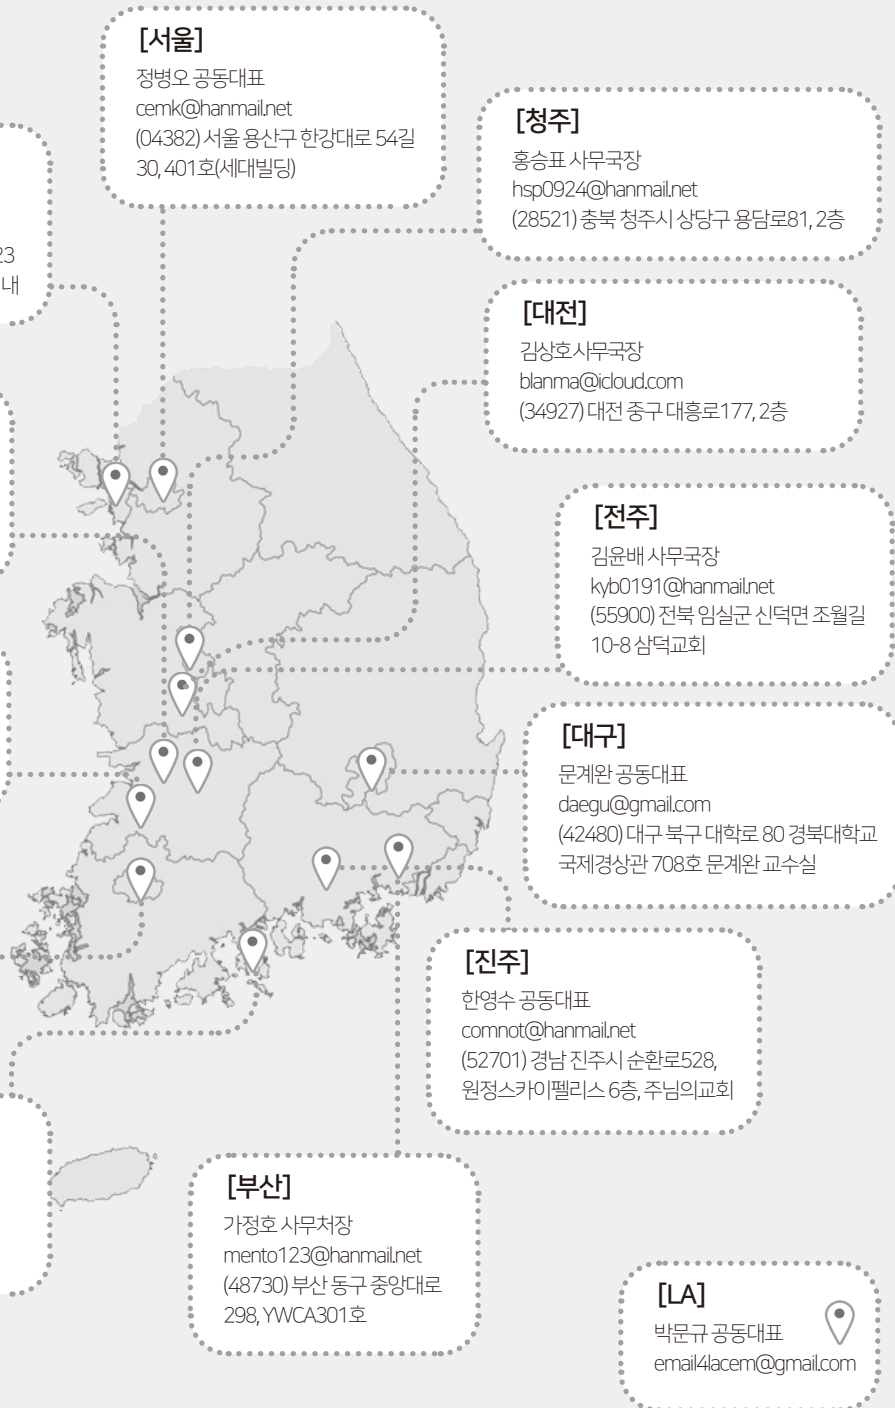 [서울]
정병오 공동대표
cemk@hanmail.net
(04382) 서울 용산구 한강대로 54길
30, 401호(세대빌딩)
[청주]
홍승표 사무국장
hsp0924@hanmail.net
(28521) 충북 청주시 상당구 용담로81, 2층
23
내
[대전]
김상호사무국장
blanma@icloud.com
(34927) 대전 중구 대흥로177, 2층
[전주]
김윤배 사무국장
kyb0191@hanmail.net
(55900) 전북 임실군 신덕면 조월길
10-8 삼덕교회
[대구]
문계완 공동대표
daegu@gmail.com
(42480) 대구 북구 대학로 80 경북대학교
국제경상관 708호 문계완 교수실
[진주]
한영수 공동대표
comnot@hanmail.net
(52701) 경남 진주시 순환로528,
원정스카이펠리스 6층, 주님의교회
[부산]
가정호 사무처장
mento123@hanmail.net
(48730) 부산 동구 중앙대로
298, YWCA301호
[LA]
박문규 공동대표
email4lacem@gmail.com